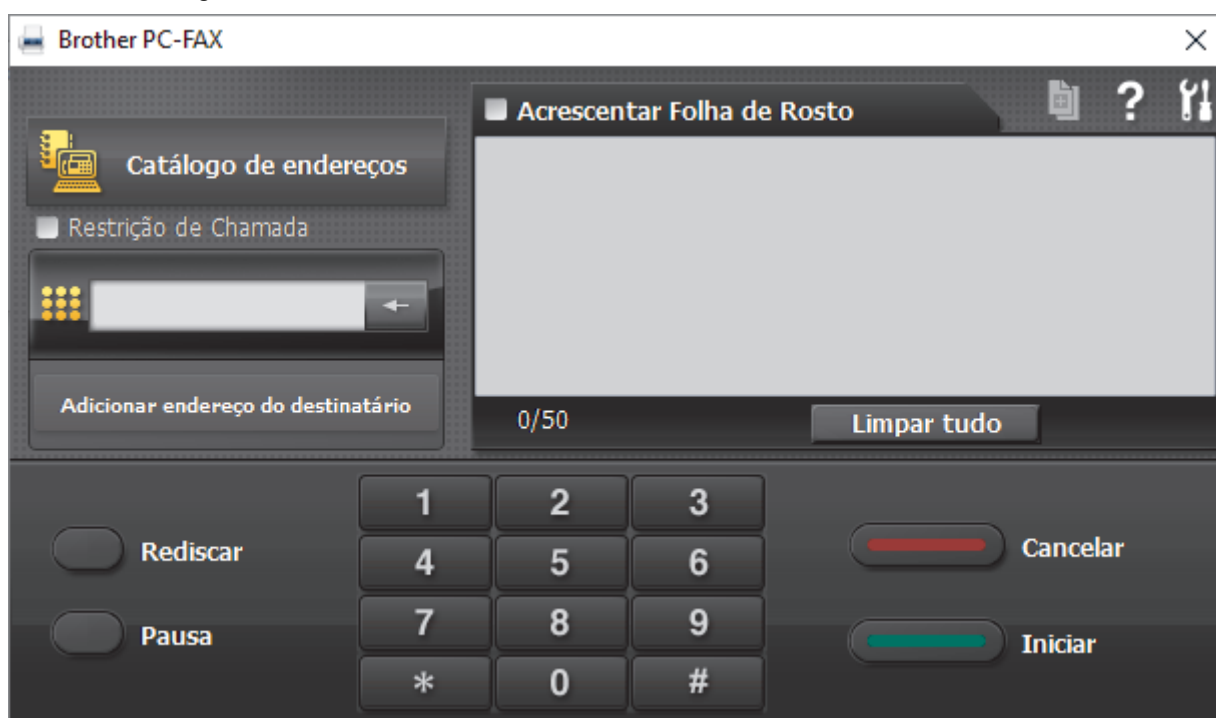 Brother PC-FAX
Acrescentar Folha de Rosto
?
Catálogo de endereços
Restrição de Chamada
Adicionar endereço do destinatário
0/50
Limpar tudo
1 2 3
4 5 6
7 8 9
* 0 #
Rediscar
Pausa
Cancelar
Iniciar